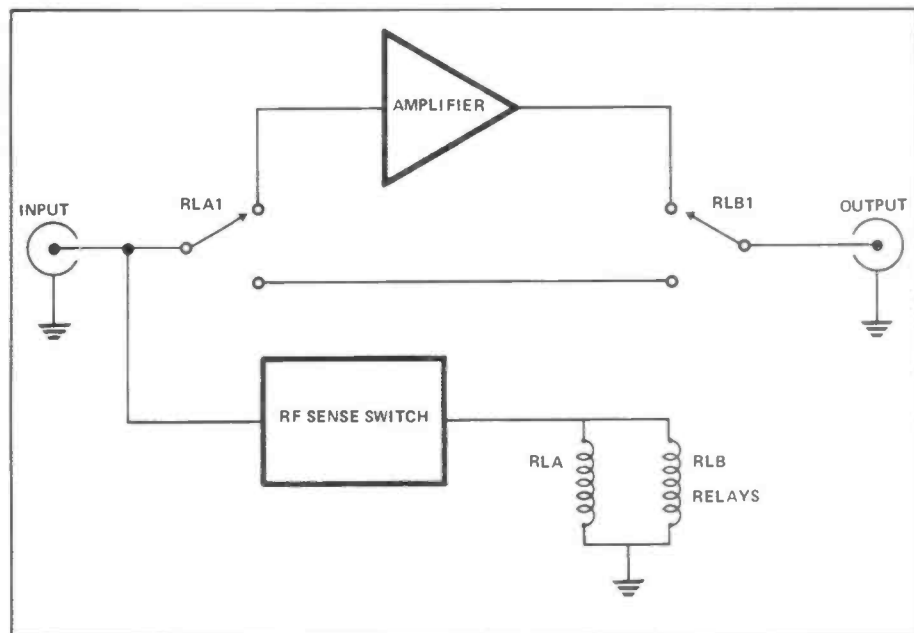 AMPLIFIER
INPUT
RLA1
RLB1
OUTPUT
RF SENSE SWITCH
RLA
RLB
RELAYS